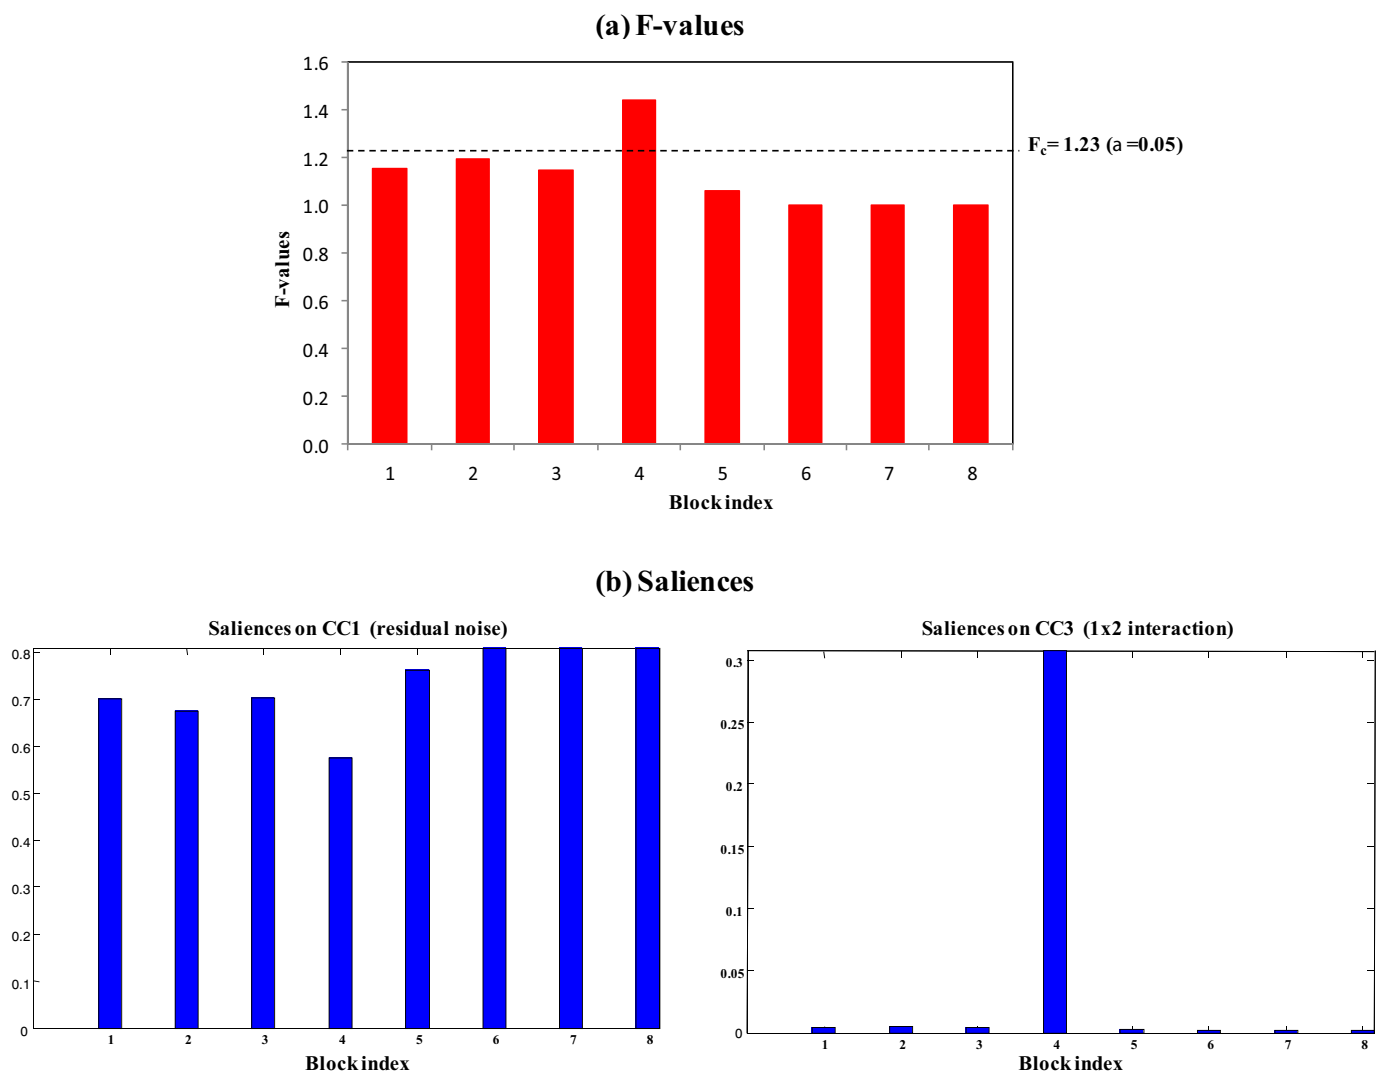 (a) F-values
1.6
1.4
1.2
1.0
0.8
0.6
0.4
0.2
0.0
F-values
Fc= 1.23 (a =0.05)
1 2 3 4 5 6 7 8
Block index
(b) Saliences
Saliences on CC1 (residual noise)
0.8
0.7
0.6
0.5
0.4
0.3
0.2
0.1
0
1 2 3 4 5 6 7 8
Block index
Saliences on CC3 (1x2 interaction)
0.3
0.25
0.2
0.15
0.1
0.05
0
1 2 3 4 5 6 7 8
Block index